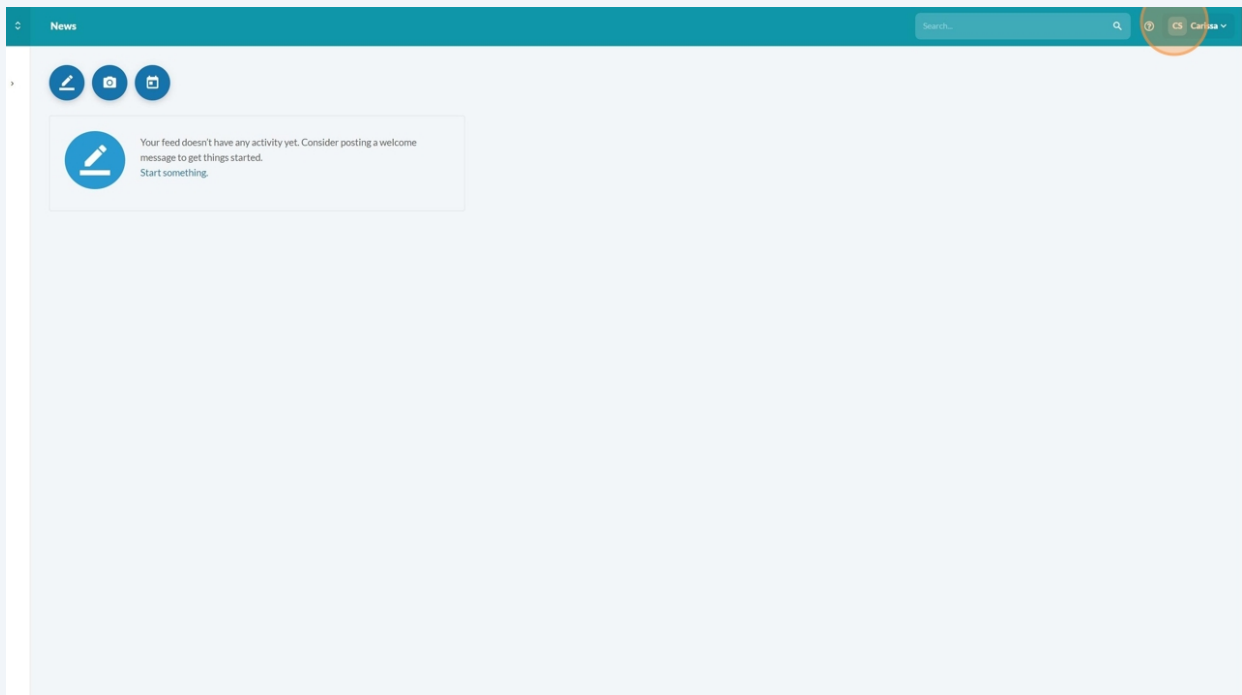 News
Search...
CS Carissa
Your feed doesn't have any activity yet. Consider posting a welcome
message to get things started.
Start something.